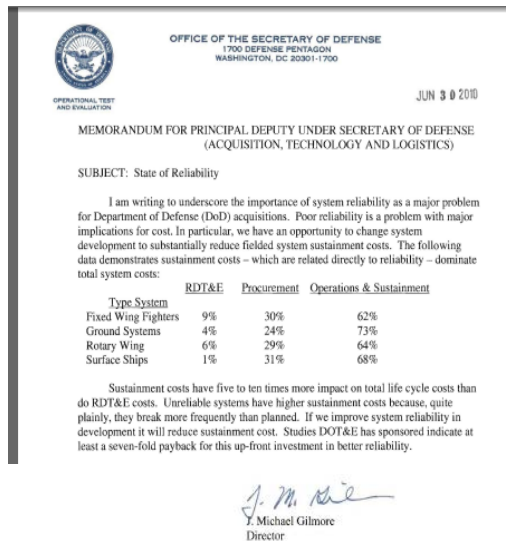 OFFICE OF THE SECRETARY OF DEFENSE
1700 DEFENSE PENTAGON
WASHINGTON, DC 20301-1700
OPERATIONAL TEST
AND EVALUATION
JUN 30 2010
MEMORANDUM FOR PRINCIPAL DEPUTY UNDER SECRETARY OF DEFENSE
(ACQUISITION, TECHNOLOGY AND LOGISTICS)
SUBJECT: State of Reliability
I am writing to underscore the importance of system reliability as a major problem
for Department of Defense (DoD) acquisitions. Poor reliability is a problem with major
implications for cost. In particular, we have an opportunity to change system
development to substantially reduce fielded system sustainment costs. The following
data demonstrates sustainment costs – which are related directly to reliability – dominate
total system costs:
RDT&E Procurement Operations & Sustainment
Type System
Fixed Wing Fighters 9% 30% 62%
Ground Systems 4% 24% 73%
Rotary Wing 6% 29% 64%
Surface Ships 1% 31% 68%
Sustainment costs have five to ten times more impact on total life cycle costs than
do RDT&E costs. Unreliable systems have higher sustainment costs because, quite
plainly, they break more frequently than planned. If we improve system reliability in
development it will reduce sustainment cost. Studies DOT&E has sponsored indicate at
least a seven-fold payback for this up-front investment in better reliability.
J. Michael Gilmore
Director